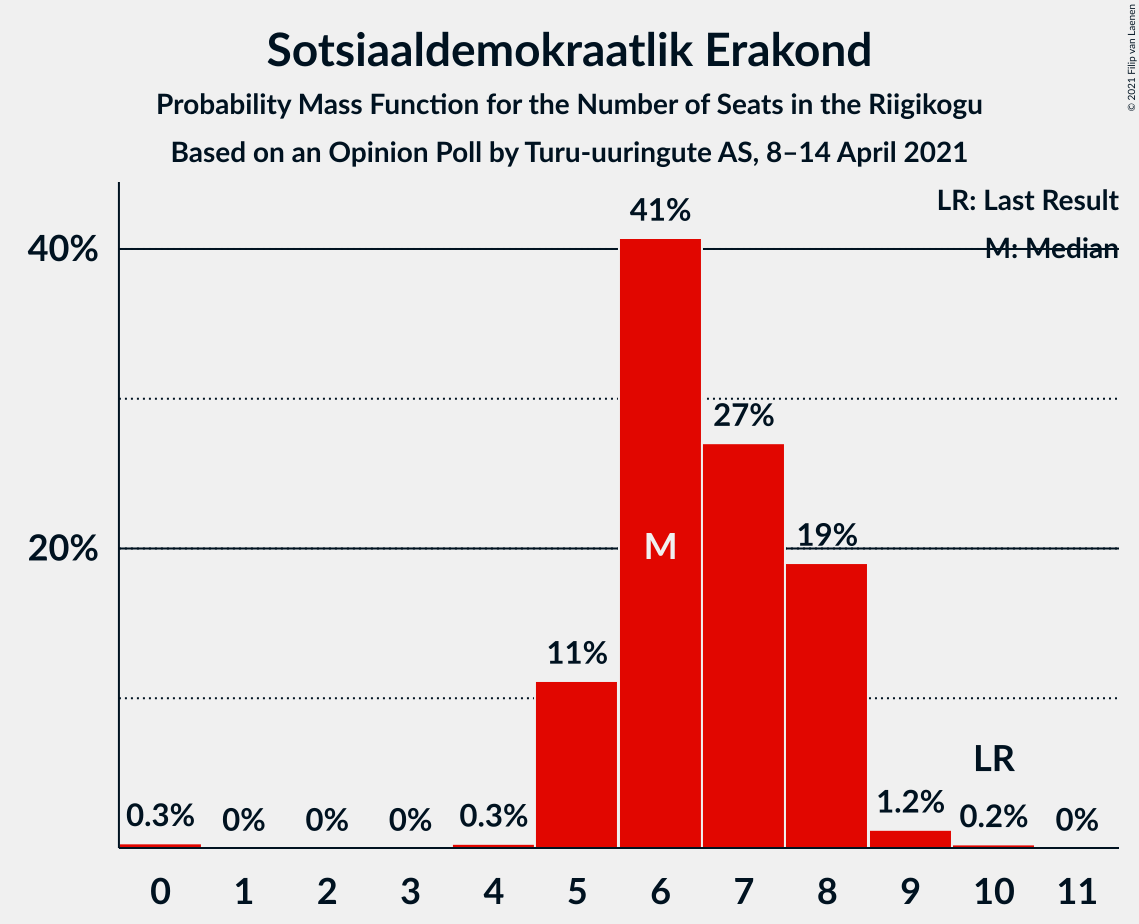 Sotsiaaldemokraatlik Erakond
Probability Mass Function for the Number of Seats in the Riigikogu
Based on an Opinion Poll by Turu-uuringute AS, 8–14 April 2021
© 2021 Filip van Laenen
LR: Last Result
M: Median
41%
40%
27%
20%
19%
M
11%
LR
0.3% 0% 0% 0% 0.3% 1.2% 0.2% 0%
0 1 2 3 4 5 6 7 8 9 10 11